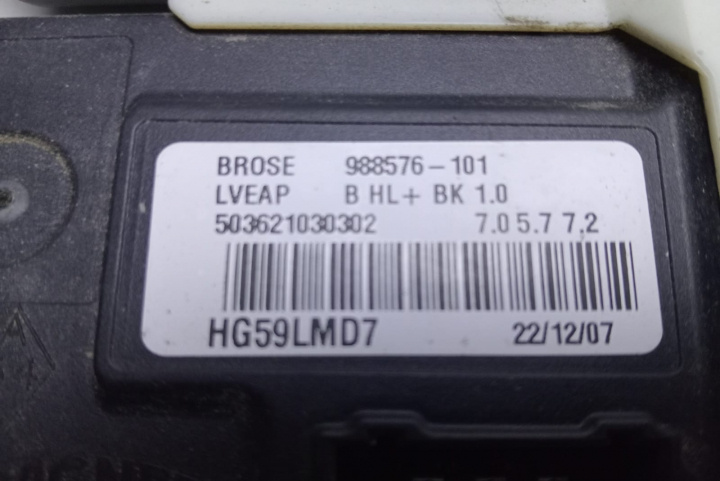 BROSE 988576-101
LVEAP B HL+ BK 1.0
503621030302 7.0 5.7 7.2
HG59LMD7 22/12/07